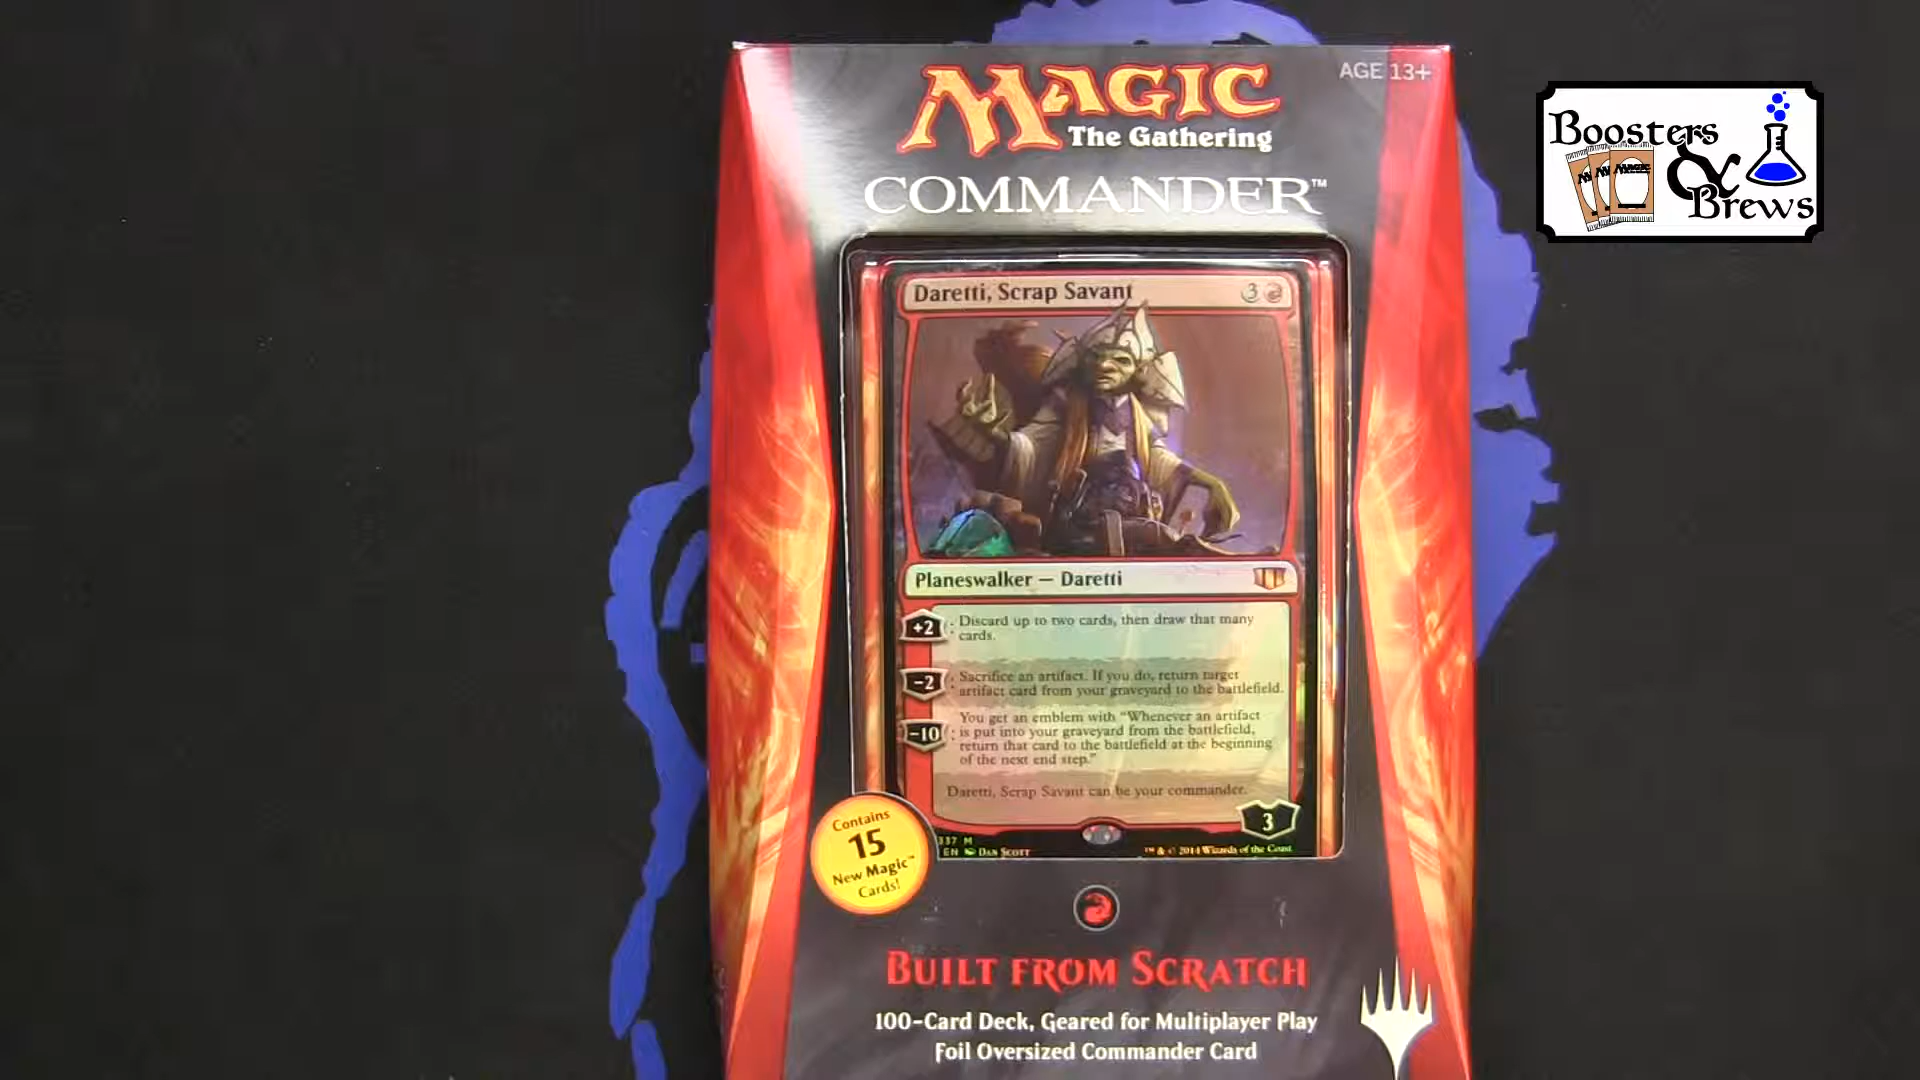 MAGIC
The Gathering
COMMANDER™
AGE 13+
Boosters
&
Brews
Daretti, Scrap Savant 3
Planeswalker — Daretti
+2: Discard up to two cards, then draw that many
cards.
−2: Sacrifice an artifact. If you do, return target
artifact card from your graveyard to the battlefield.
−10: You get an emblem with “Whenever an artifact
is put into your graveyard from the battlefield,
return that card to the battlefield at the beginning
of the next end step.”
Daretti, Scrap Savant can be your commander.
3
337 M
EN Dan Scott
™ & © 2014 Wizards of the Coast
Contains
15
New Magic™
Cards!
Built from Scratch
100-Card Deck, Geared for Multiplayer Play
Foil Oversized Commander Card